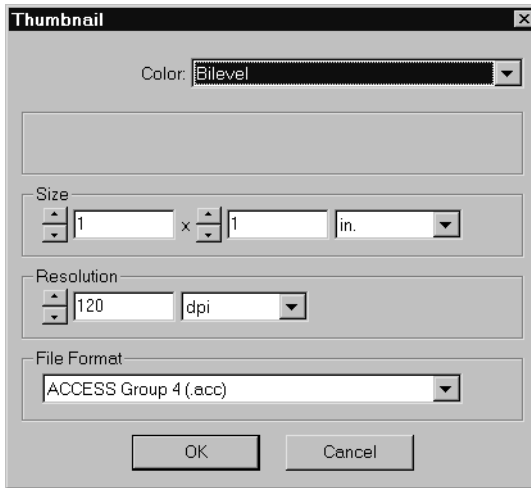 Thumbnail
Color: Bilevel
Size
1 x 1 in.
Resolution
120 dpi
File Format
ACCESS Group 4 (.acc)
OK Cancel